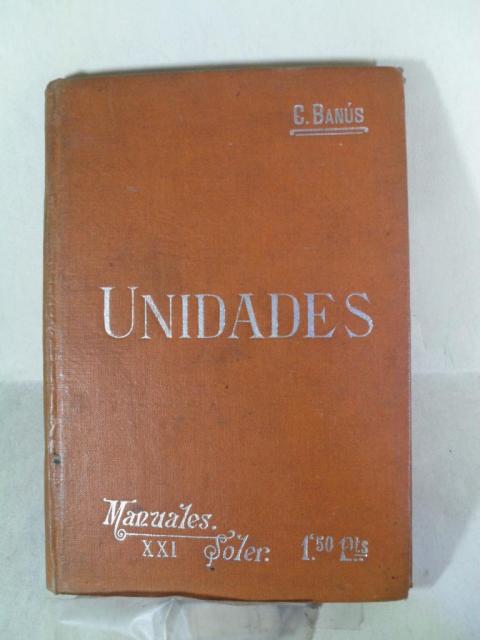 C. BANÚS
UNIDADES
Manuales.
XXI Soler. 1'50 Pts